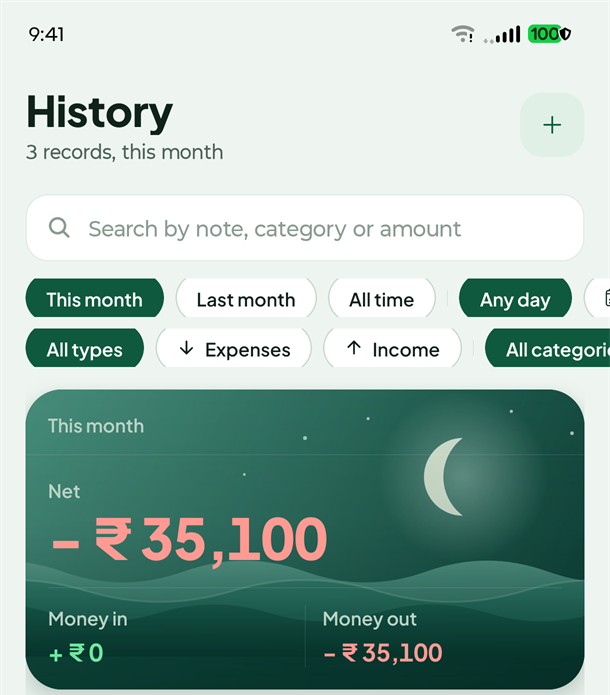 9:41
100
History
3 records, this month
Search by note, category or amount
This month Last month All time Any day
All types Expenses Income All categorie
This month
Net
– ₹ 35,100
Money in Money out
+ ₹ 0 – ₹ 35,100